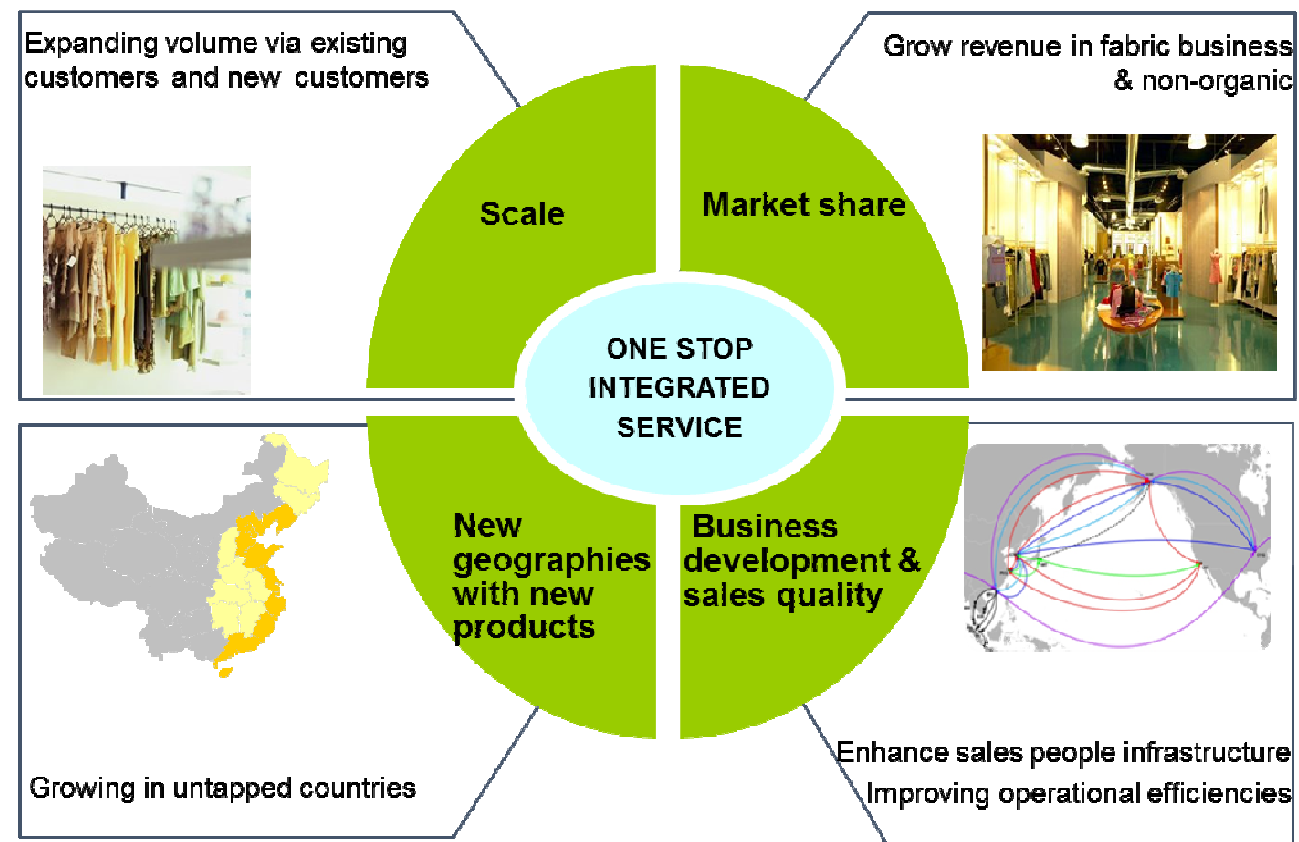 Expanding volume via existing
customers and new customers
Grow revenue in fabric business
& non-organic
Scale
Market share
ONE STOP
INTEGRATED
SERVICE
New
geographies
with new
products
Business
development &
sales quality
Growing in untapped countries
Enhance sales people infrastructure
Improving operational efficiencies